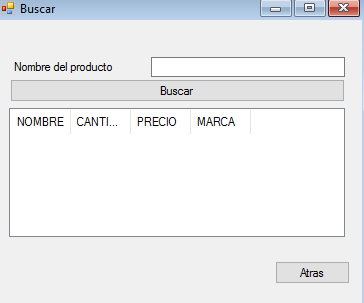 Buscar
Nombre del producto
Buscar
NOMBRE CANTI... PRECIO MARCA
Atras